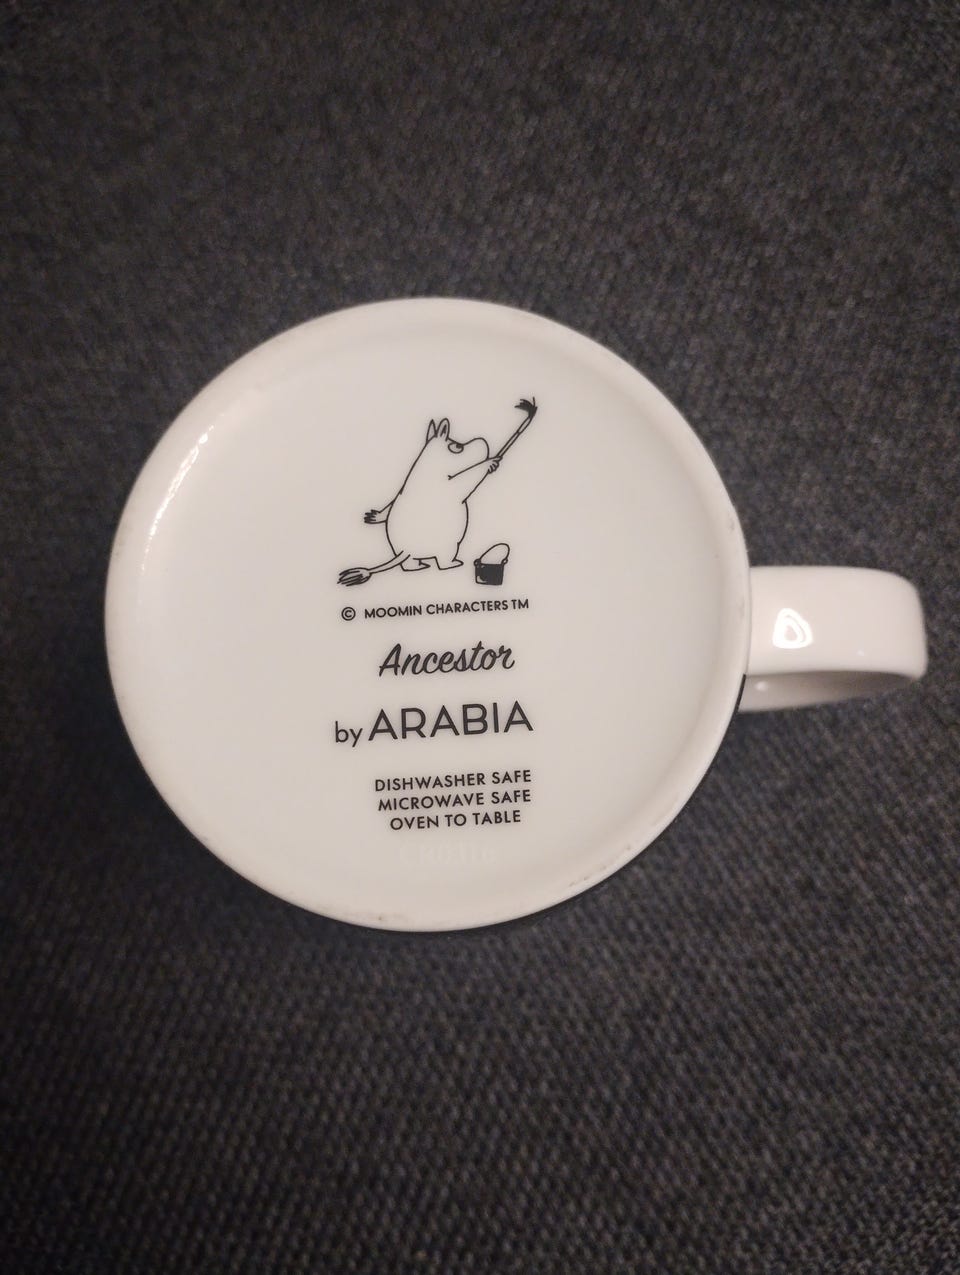 © MOOMIN CHARACTERS TM
Ancestor
by ARABIA
DISHWASHER SAFE
MICROWAVE SAFE
OVEN TO TABLE